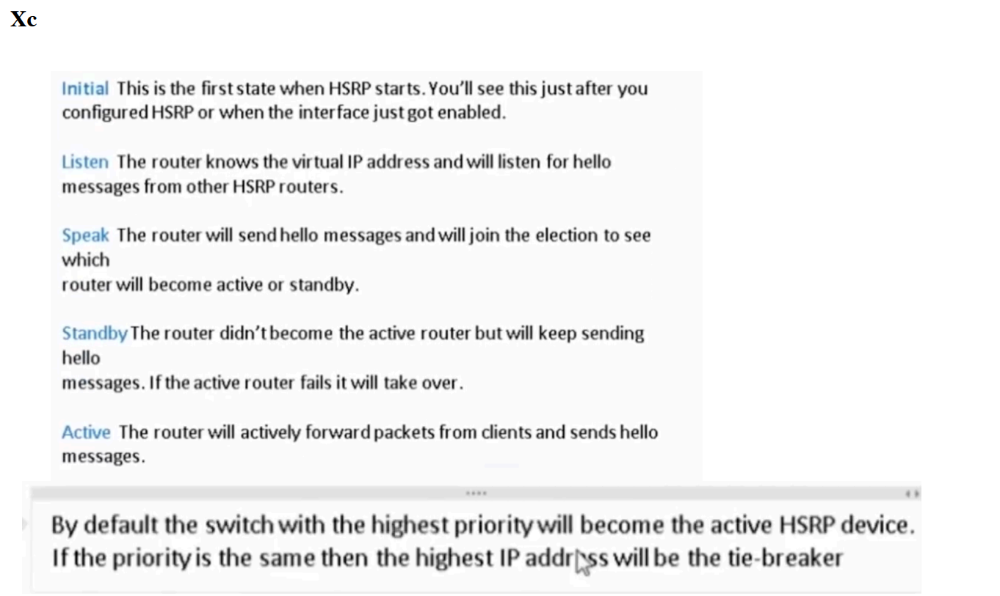 Xc
Initial This is the first state when HSRP starts. You'll see this just after you
configured HSRP or when the interface just got enabled.
Listen The router knows the virtual IP address and will listen for hello
messages from other HSRP routers.
Speak The router will send hello messages and will join the election to see
which
router will become active or standby.
Standby The router didn't become the active router but will keep sending
hello
messages. If the active router fails it will take over.
Active The router will actively forward packets from clients and sends hello
messages.
By default the switch with the highest priority will become the active HSRP device.
If the priority is the same then the highest IP address will be the tie-breaker